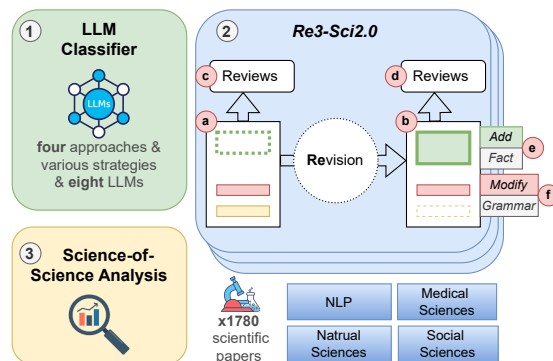 1
LLM
Classifier
LLMs
four approaches &
various strategies
& eight LLMs
2
Re3-Sci2.0
c
Reviews
d
Reviews
a
b
Revision
Add
Fact
e
Modify
Grammar
f
3
Science-of-
Science Analysis
x1780
scientific
papers
NLP
Medical
Sciences
Natrual
Sciences
Social
Sciences